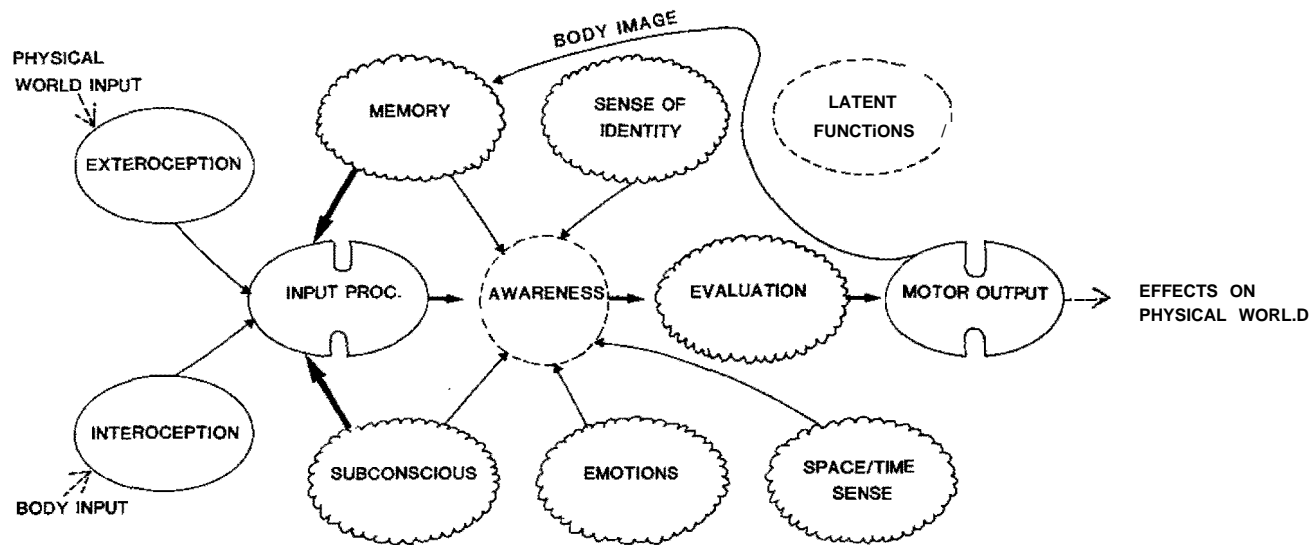 BODY IMAGE
PHYSICAL
WORLD INPUT
MEMORY
SENSE OF
IDENTITY
LATENT
FUNCTiONS
EXTEROCEPTION
INPUT PROC.
AWARENESS
EVALUATION
MOTOR OUTPUT
EFFECTS ON
PHYSICAL WORL.D
INTEROCEPTION
BODY INPUT
SUBCONSCIOUS
EMOTIONS
SPACE/TIME
SENSE